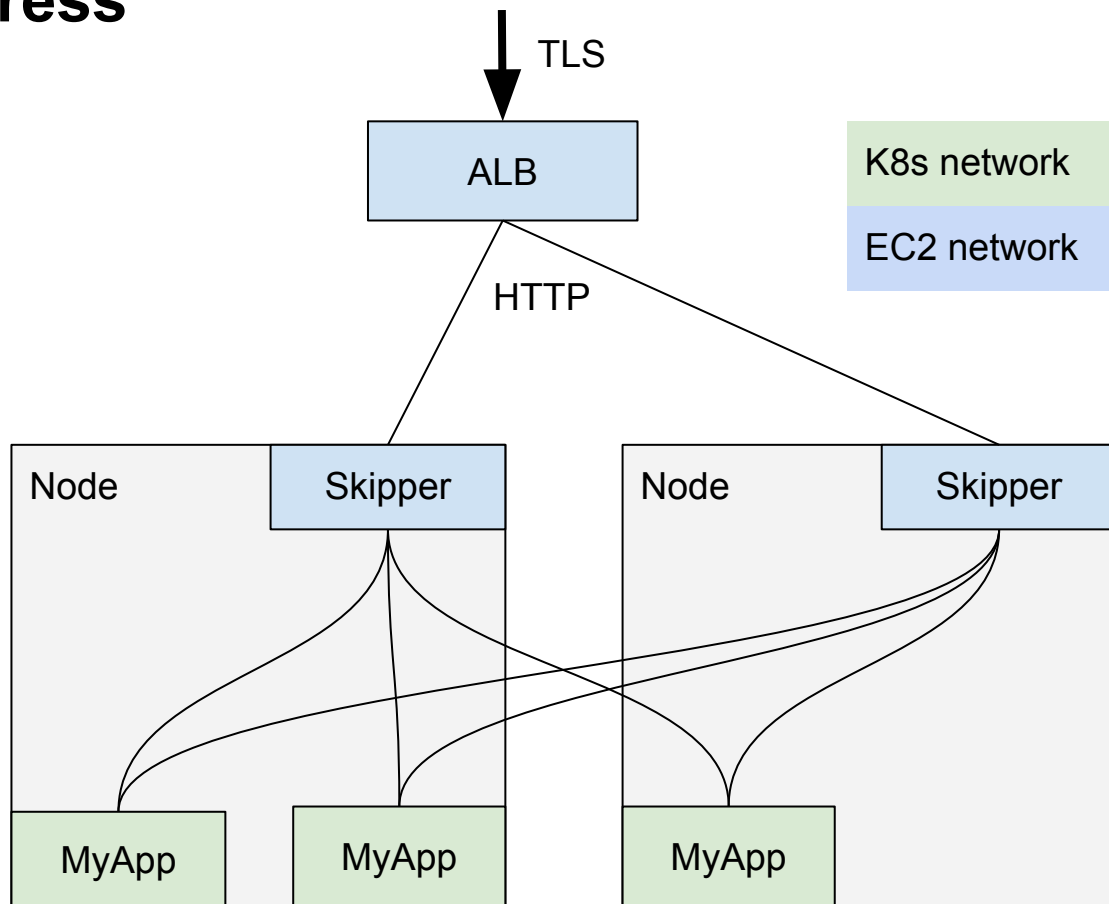 ress
TLS
ALB
K8s network
EC2 network
HTTP
Node
Skipper
Node
Skipper
MyApp
MyApp
MyApp